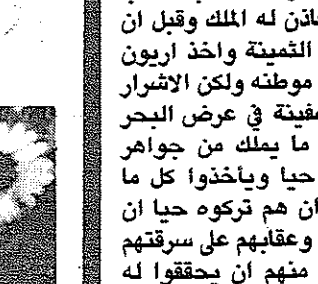 فاذن له الملك وقبل ان
الثمينة واخذ اريون
موطنه ولكن الاشرار
سفينة في عرض البحر
ما يملك من جواهر
حيا ويأخذوا كل ما
ان هم تركوه حيا ان
وعقابهم على سرقتهم
منهم ان يحققوا له